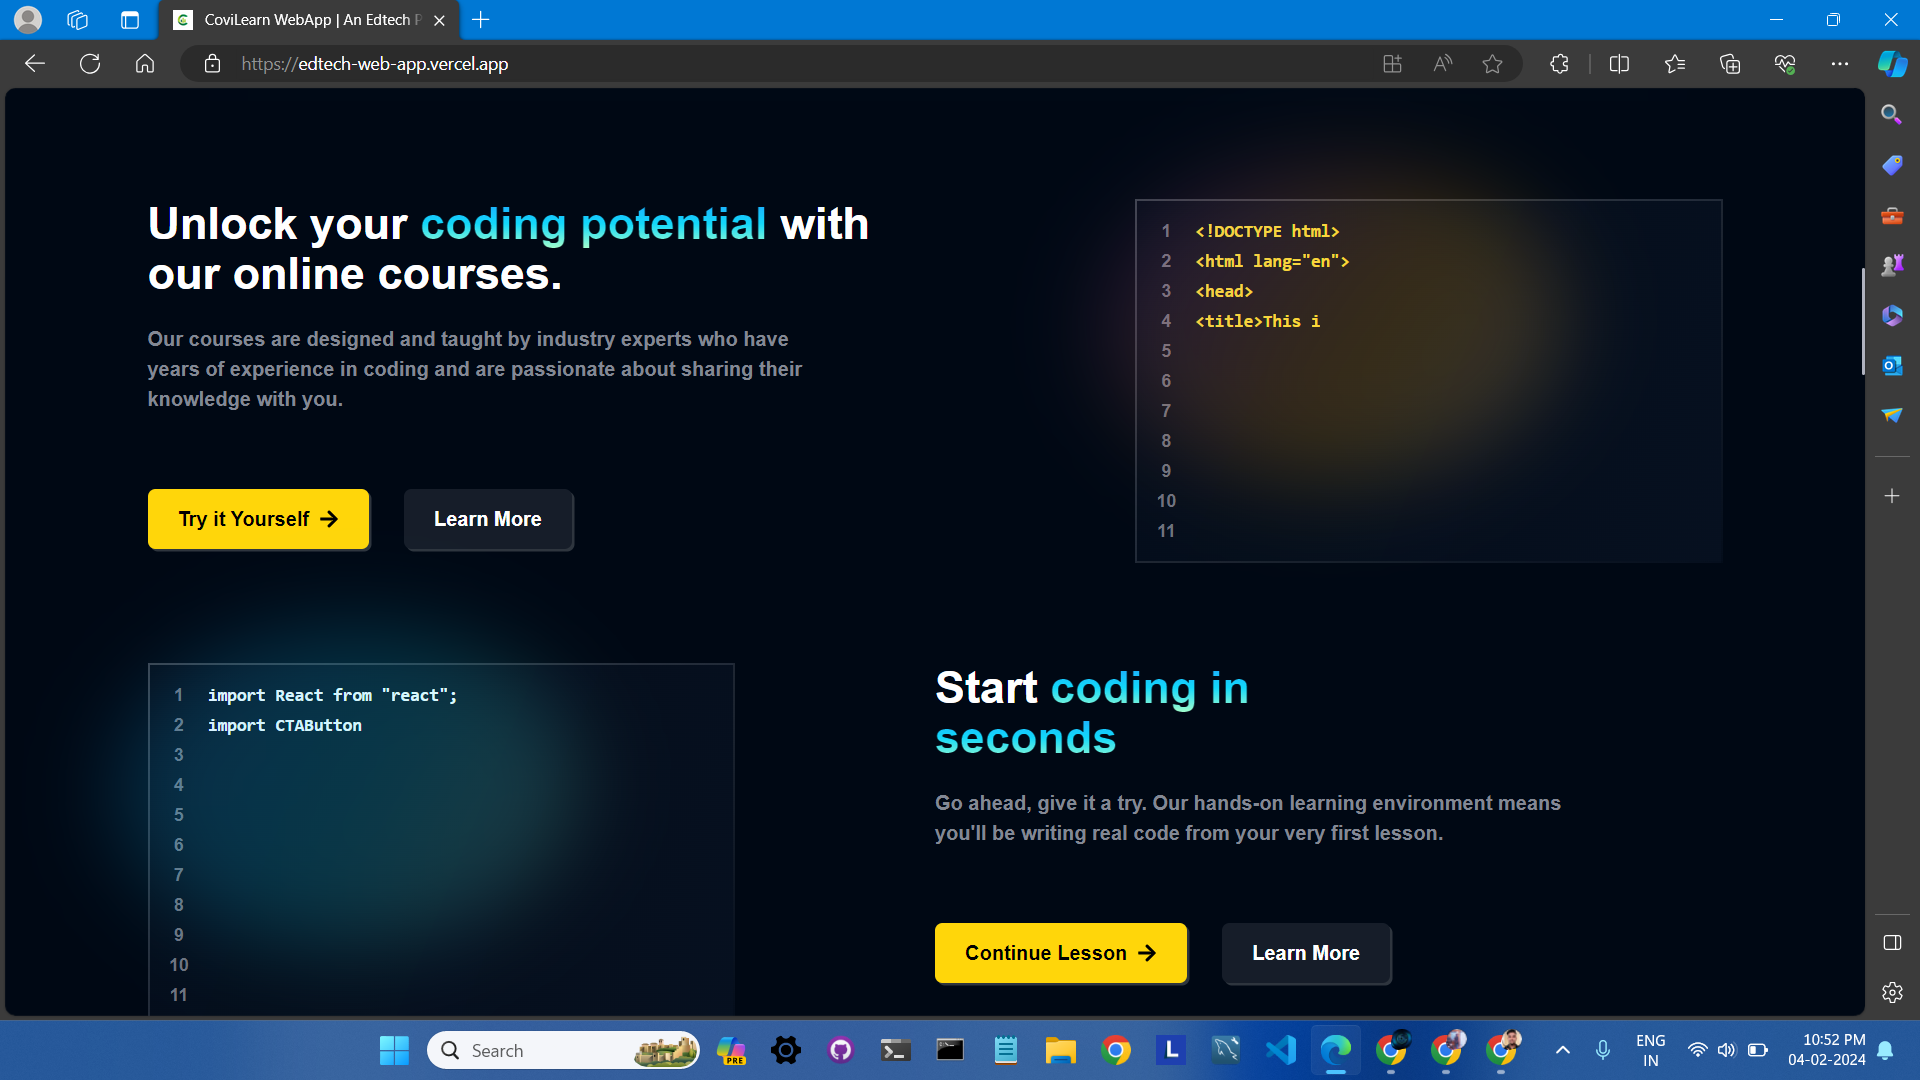 CoviLearn WebApp | An Edtech P
https://edtech-web-app.vercel.app
Unlock your coding potential with
our online courses.
Our courses are designed and taught by industry experts who have
years of experience in coding and are passionate about sharing their
knowledge with you.
Try it Yourself →
Learn More
1 <!DOCTYPE html>
2 <html lang="en">
3 <head>
4 <title>This i
5
6
7
8
9
10
11
1 import React from "react";
2 import CTAButton
3
4
5
6
7
8
9
10
11
Start coding in
seconds
Go ahead, give it a try. Our hands-on learning environment means
you'll be writing real code from your very first lesson.
Continue Lesson →
Learn More
Search
PRE
L
ENG
IN
10:52 PM
04-02-2024